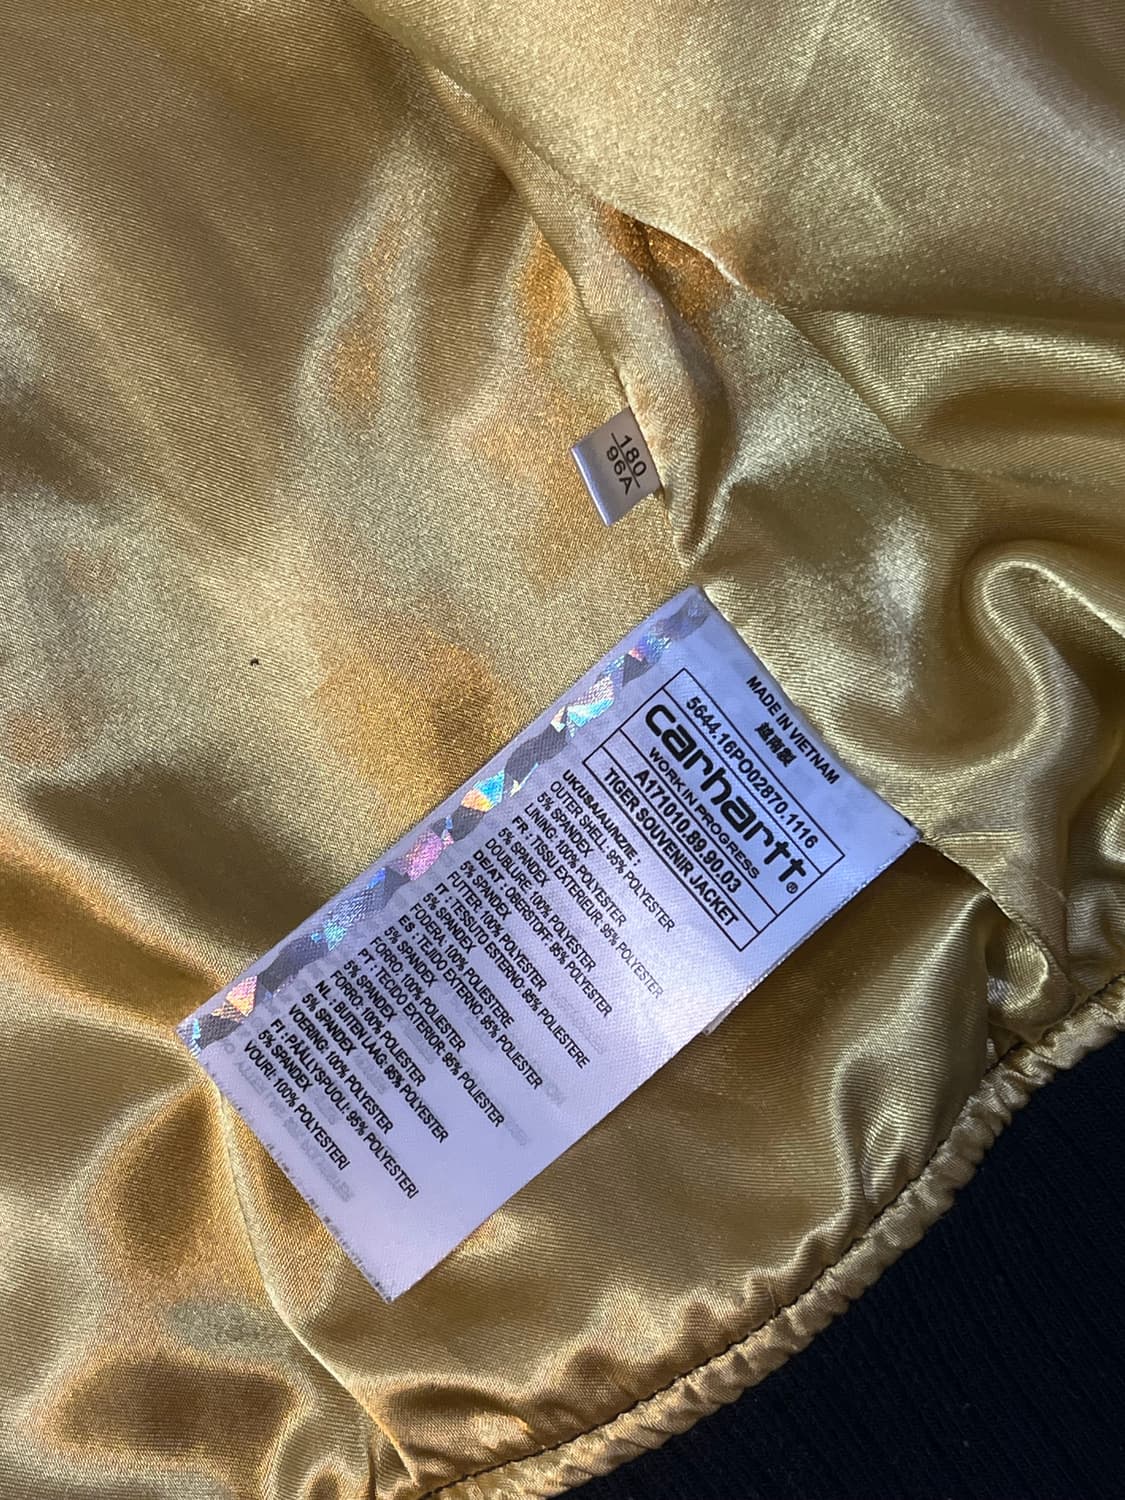 180
96A
MADE IN VIETNAM
越南製
5644.16PO02870.1116
carhartt®
WORK IN PROGRESS
A171010.89.90.03
TIGER SOUVENIR JACKET
UK/USA/AU/NZ/IE :
OUTER SHELL: 95% POLYESTER
5% SPANDEX
LINING: 100% POLYESTER
FR : TISSU EXTERIEUR: 95% POLYESTER
5% SPANDEX
DOUBLURE: 100% POLYESTER
DE/AT : OBERSTOFF: 95% POLYESTER
5% SPANDEX
FUTTER: 100% POLYESTER
IT : TESSUTO ESTERNO: 95% POLIESTERE
5% SPANDEX
FODERA: 100% POLIESTERE
ES : TEJIDO EXTERNO: 95% POLIESTER
5% SPANDEX
FORRO: 100% POLIESTER
PT : TECIDO EXTERIOR: 95% POLYESTER
5% SPANDEX
FORRO: 100% POLIESTER
NL : BUITEN LAAG: 95% POLYESTER
5% SPANDEX
VOERING: 100% POLYESTER
FI : PÄÄLLYSPUOLI: 95% POLYESTERI
5% SPANDEX
VOURI: 100% POLYESTERI